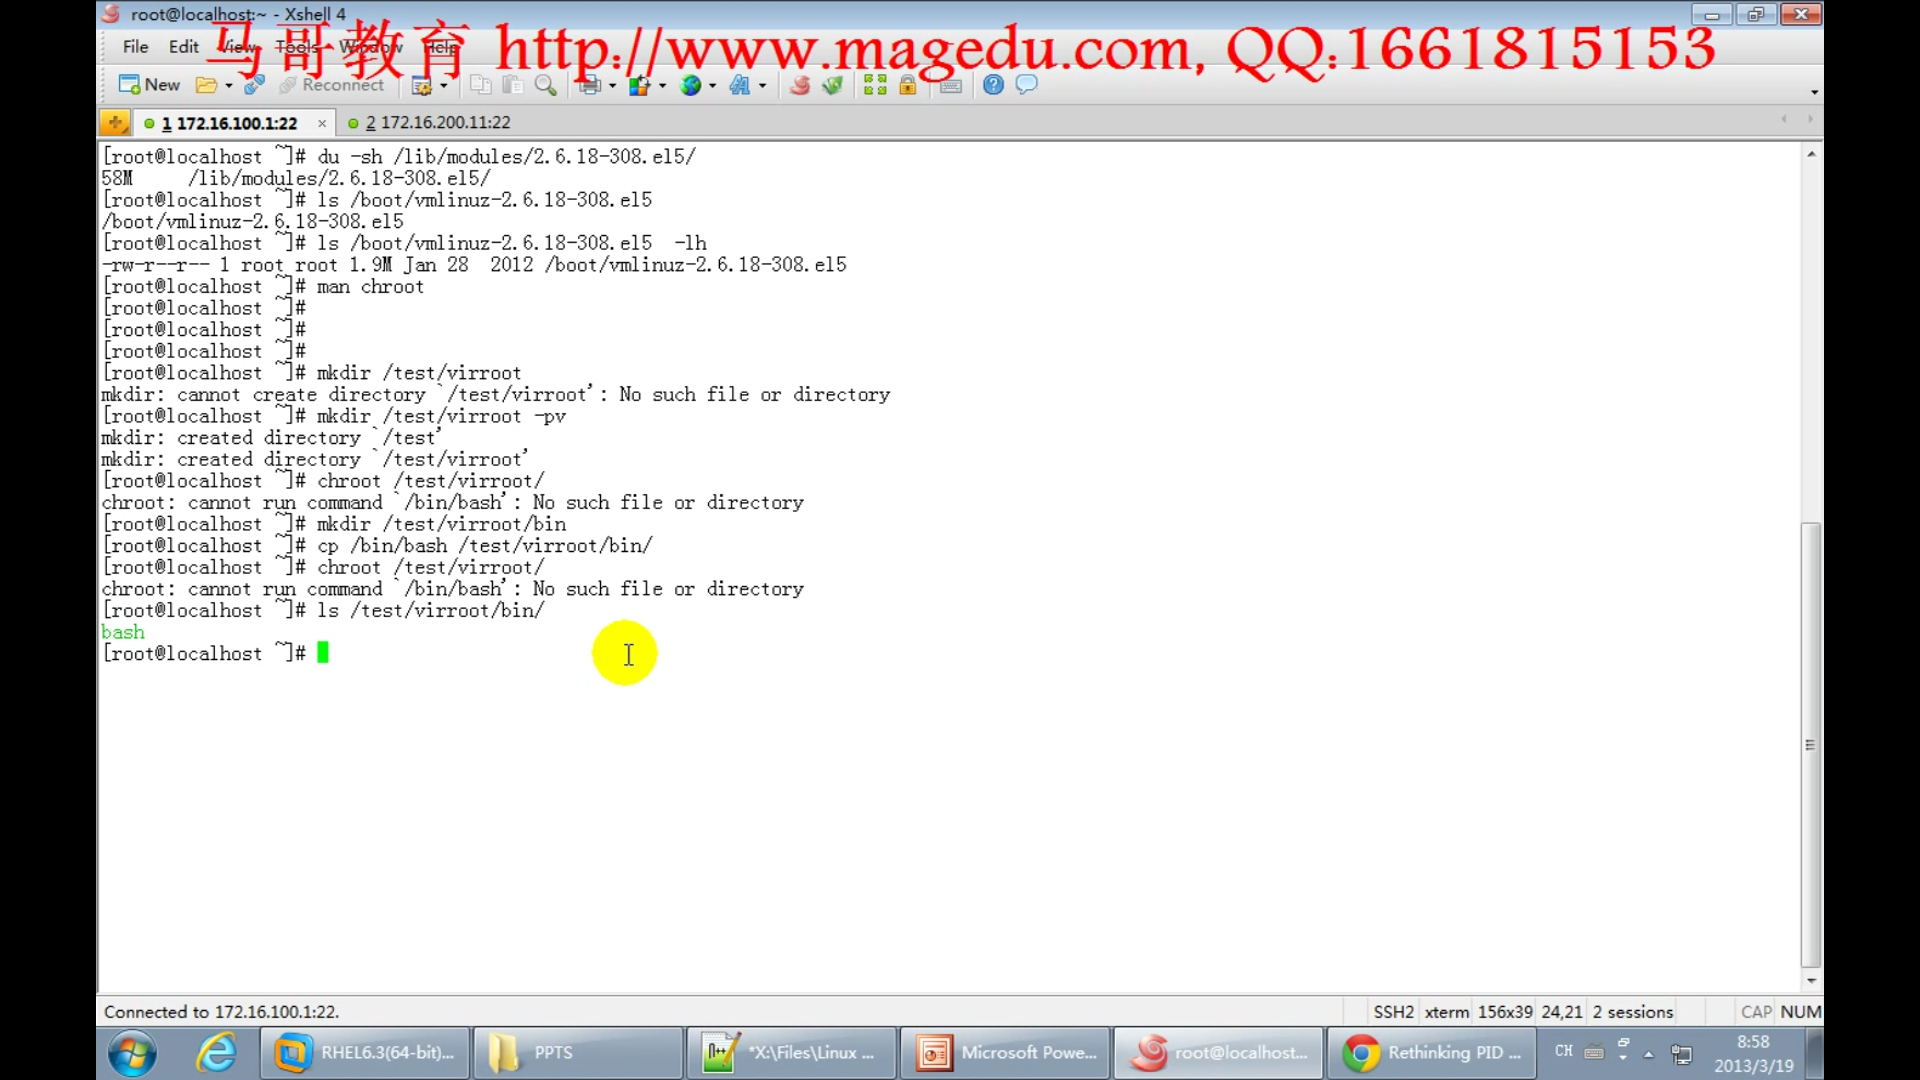 root@localhost:~ - Xshell 4
马哥教育 http://www.magedu.com, QQ:1661815153
File Edit View Tools Window Help
New Reconnect
1 172.16.100.1:22 × 2 172.16.200.11:22
[root@localhost ~]# du -sh /lib/modules/2.6.18-308.el5/
58M /lib/modules/2.6.18-308.el5/
[root@localhost ~]# ls /boot/vmlinuz-2.6.18-308.el5
/boot/vmlinuz-2.6.18-308.el5
[root@localhost ~]# ls /boot/vmlinuz-2.6.18-308.el5 -lh
-rw-r--r-- 1 root root 1.9M Jan 28 2012 /boot/vmlinuz-2.6.18-308.el5
[root@localhost ~]# man chroot
[root@localhost ~]#
[root@localhost ~]#
[root@localhost ~]#
[root@localhost ~]# mkdir /test/virroot
mkdir: cannot create directory `/test/virroot': No such file or directory
[root@localhost ~]# mkdir /test/virroot -pv
mkdir: created directory `/test'
mkdir: created directory `/test/virroot'
[root@localhost ~]# chroot /test/virroot/
chroot: cannot run command `/bin/bash': No such file or directory
[root@localhost ~]# mkdir /test/virroot/bin
[root@localhost ~]# cp /bin/bash /test/virroot/bin/
[root@localhost ~]# chroot /test/virroot/
chroot: cannot run command `/bin/bash': No such file or directory
[root@localhost ~]# ls /test/virroot/bin/
bash
[root@localhost ~]#
Connected to 172.16.100.1:22. SSH2 xterm 156x39 24,21 2 sessions CAP NUM
RHEL6.3(64-bit)... PPTS *X:\Files\Linux ... Microsoft Powe... root@localhost... Rethinking PID ... CH 8:58
2013/3/19